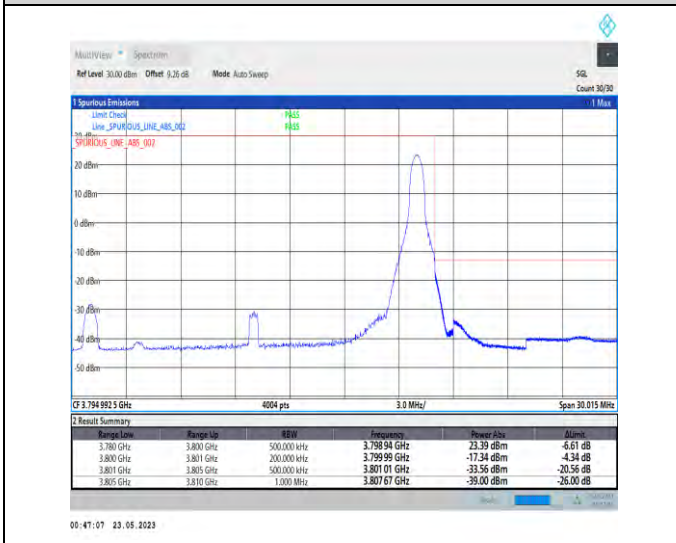 MultiView Spectrum
Ref Level 30.00 dBm Offset 9.26 dB Mode Auto Sweep SGL
Count 30/30
1 Spurious Emissions 1 Max
Limit Check PASS
Line _SPURIOUS_LINE_ABS_002 PASS
_SPURIOUS_LINE_ABS_002
20 dBm
10 dBm
0 dBm
-10 dBm
-20 dBm
-30 dBm
-40 dBm
-50 dBm
CF 3.794 992 5 GHz 4004 pts 3.0 MHz/ Span 30.015 MHz
2 Result Summary
Range Low Range Up RBW Frequency Power Abs ΔLimit
3.780 GHz 3.800 GHz 500.000 kHz 3.798 94 GHz 23.39 dBm -6.61 dB
3.800 GHz 3.801 GHz 200.000 kHz 3.799 99 GHz -17.34 dBm -4.34 dB
3.801 GHz 3.805 GHz 500.000 kHz 3.801 01 GHz -33.56 dBm -20.56 dB
3.805 GHz 3.810 GHz 1.000 MHz 3.807 67 GHz -39.00 dBm -26.00 dB
00:47:07 23.05.2023